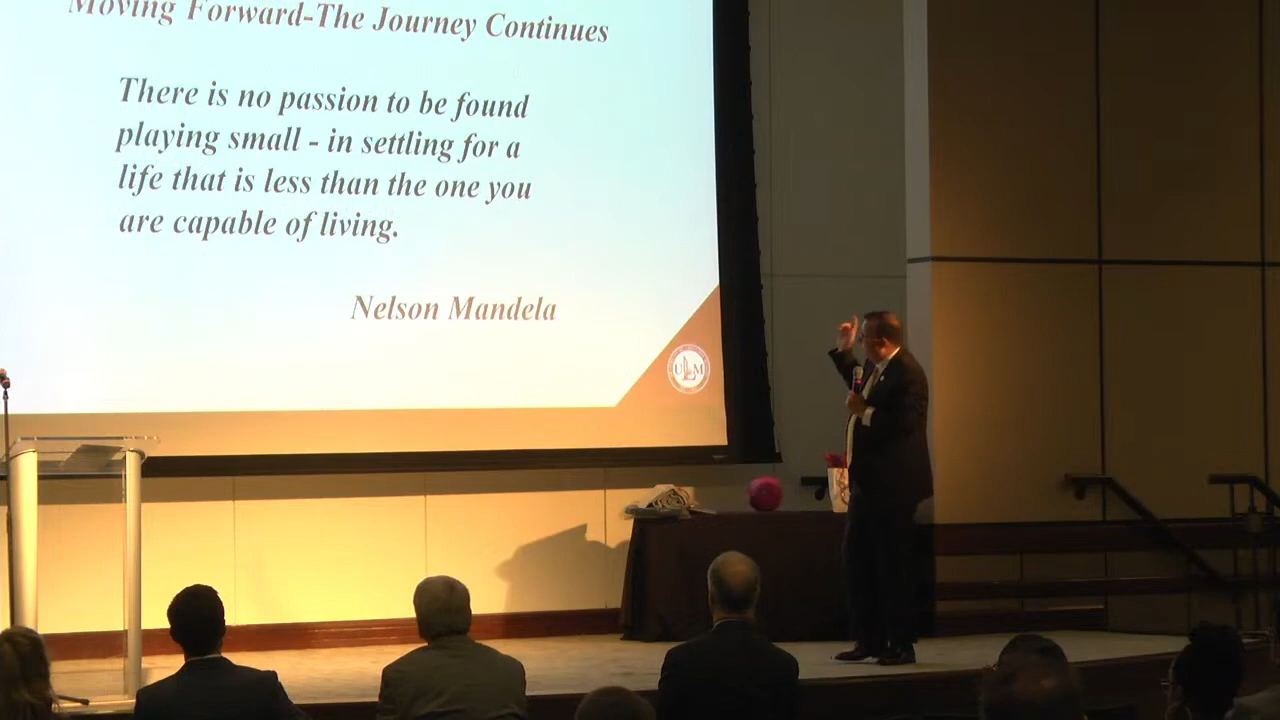 Moving Forward-The Journey Continues
There is no passion to be found
playing small - in settling for a
life that is less than the one you
are capable of living.
Nelson Mandela
ULM